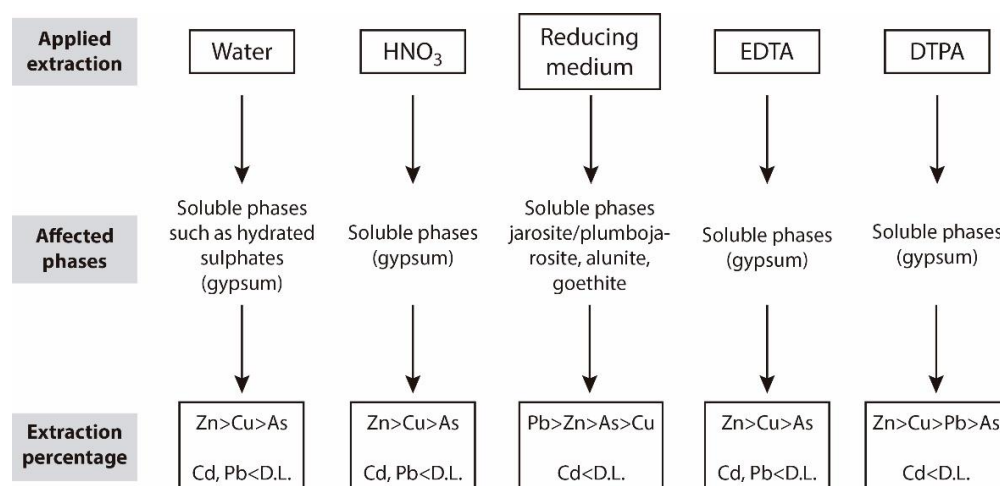 Applied
extraction
Water
HNO₃
Reducing
medium
EDTA
DTPA
Affected
phases
Soluble phases
such as hydrated
sulphates
(gypsum)
Soluble phases
(gypsum)
Soluble phases
jarosite/plumboja-
rosite, alunite,
goethite
Soluble phases
(gypsum)
Soluble phases
(gypsum)
Extraction
percentage
Zn>Cu>As
Cd, Pb<D.L.
Zn>Cu>As
Cd, Pb<D.L.
Pb>Zn>As>Cu
Cd<D.L.
Zn>Cu>As
Cd, Pb<D.L.
Zn>Cu>Pb>As
Cd<D.L.